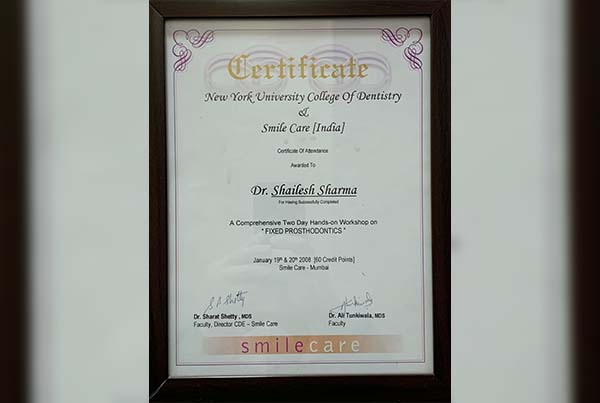 Certificate
New York University College Of Dentistry
&
Smile Care [India]
Certificate Of Attendance
Awarded To
Dr. Shailesh Sharma
For Having Successfully Completed
A Comprehensive Two Day Hands-on Workshop on
" FIXED PROSTHODONTICS "
January 19th & 20th 2008 [60 Credit Points]
Smile Care - Mumbai
S A Shetty
Dr. Sharat Shetty , MDS
Faculty, Director CDE – Smile Care
Dr. Ali Tunkiwala, MDS
Faculty
smilecare